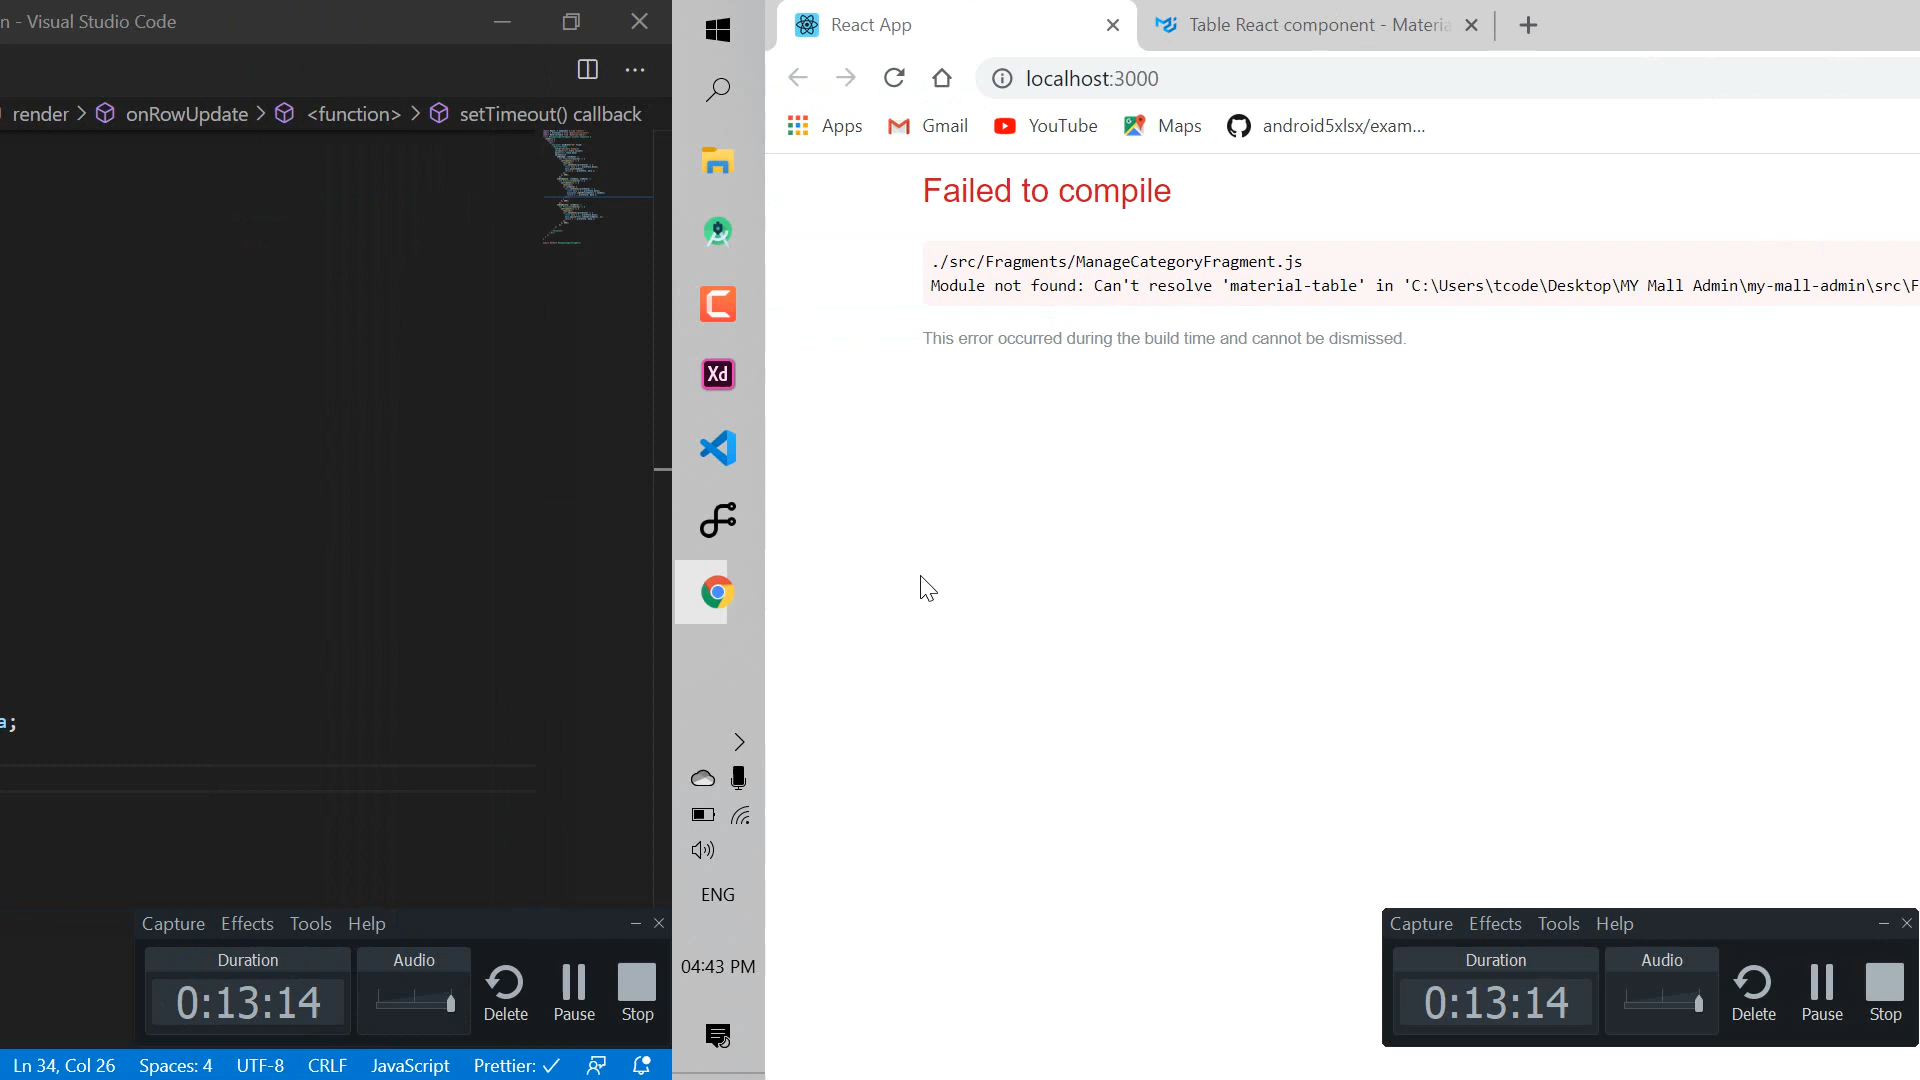 n - Visual Studio Code
render > onRowUpdate > <function> > setTimeout() callback
a;
Capture Effects Tools Help
Duration Audio
0:13:14
Delete Pause Stop
Ln 34, Col 26 Spaces: 4 UTF-8 CRLF JavaScript Prettier: ✓
Xd
ENG
04:43 PM
React App
Table React component - Materia
localhost:3000
Apps Gmail YouTube Maps android5xlsx/exam...
Failed to compile
./src/Fragments/ManageCategoryFragment.js
Module not found: Can't resolve 'material-table' in 'C:\Users\tcode\Desktop\MY Mall Admin\my-mall-admin\src\F
This error occurred during the build time and cannot be dismissed.
Capture Effects Tools Help
Duration Audio
0:13:14
Delete Pause Stop